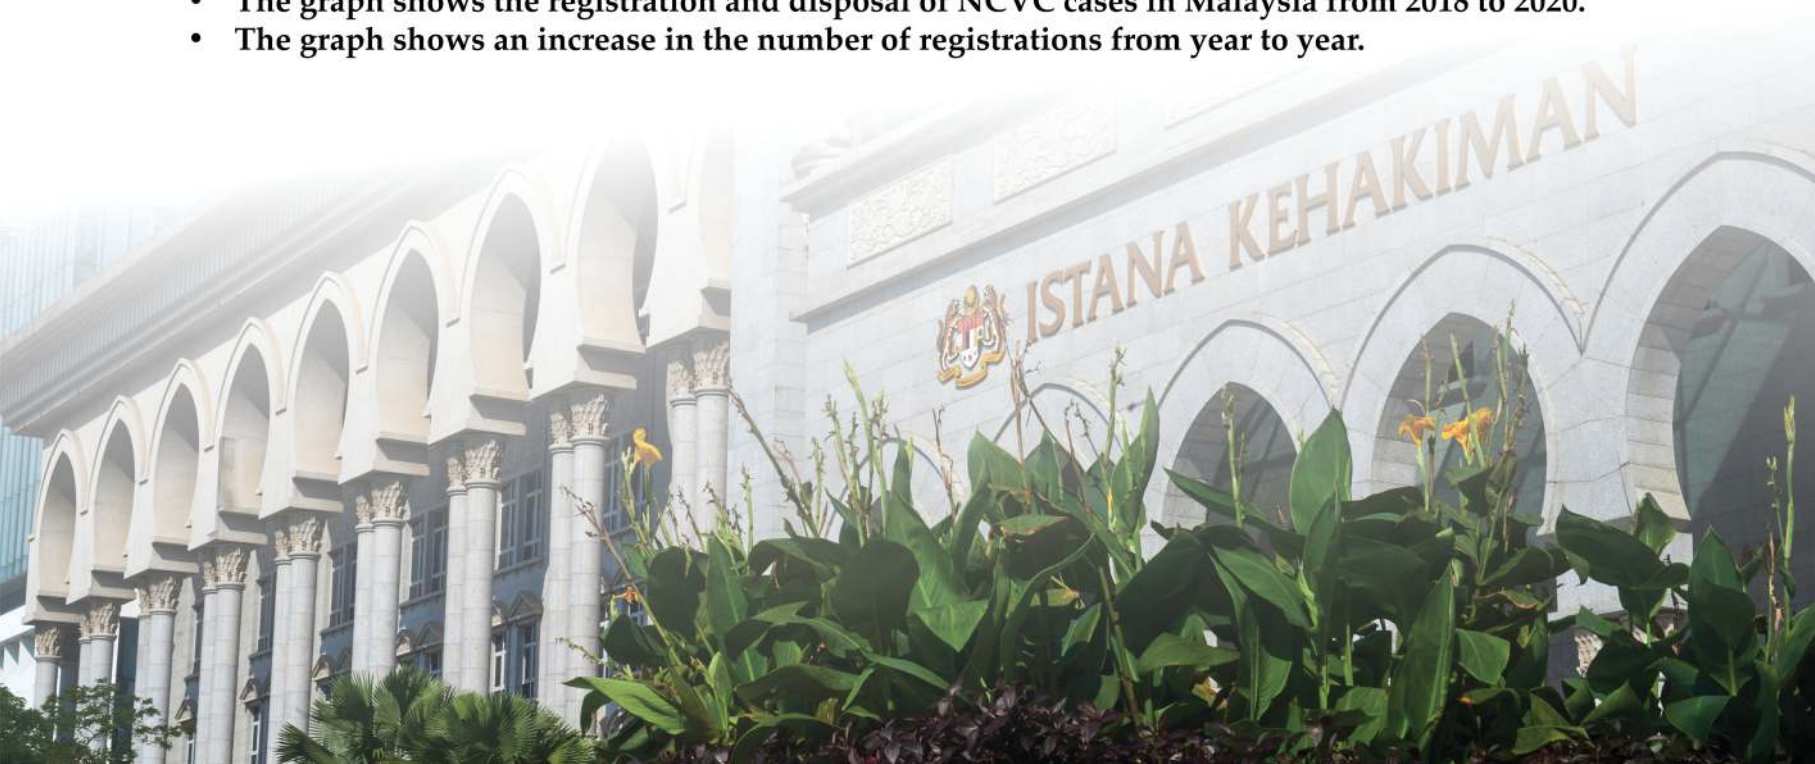 • The graph shows the registration and disposal of NCVC cases in Malaysia from 2018 to 2020.
• The graph shows an increase in the number of registrations from year to year.
ISTANA KEHAKIMAN